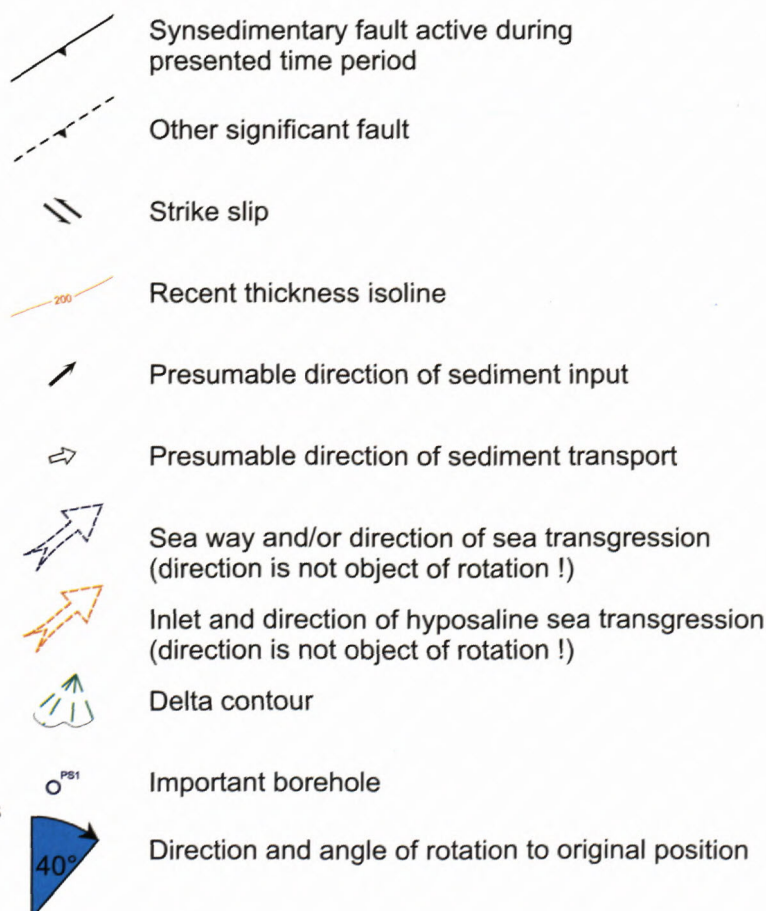 Synsedimentary fault active during
presented time period
Other significant fault
Strike slip
200
Recent thickness isoline
Presumable direction of sediment input
Presumable direction of sediment transport
Sea way and/or direction of sea transgression
(direction is not object of rotation !)
Inlet and direction of hyposaline sea transgression
(direction is not object of rotation !)
Delta contour
PS1
Important borehole
40°
Direction and angle of rotation to original position